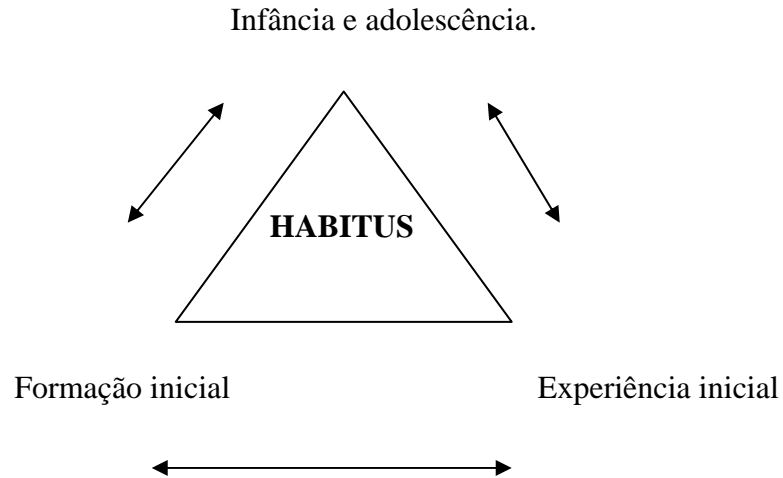 Infância e adolescência.
HABITUS
Formação inicial
Experiência inicial